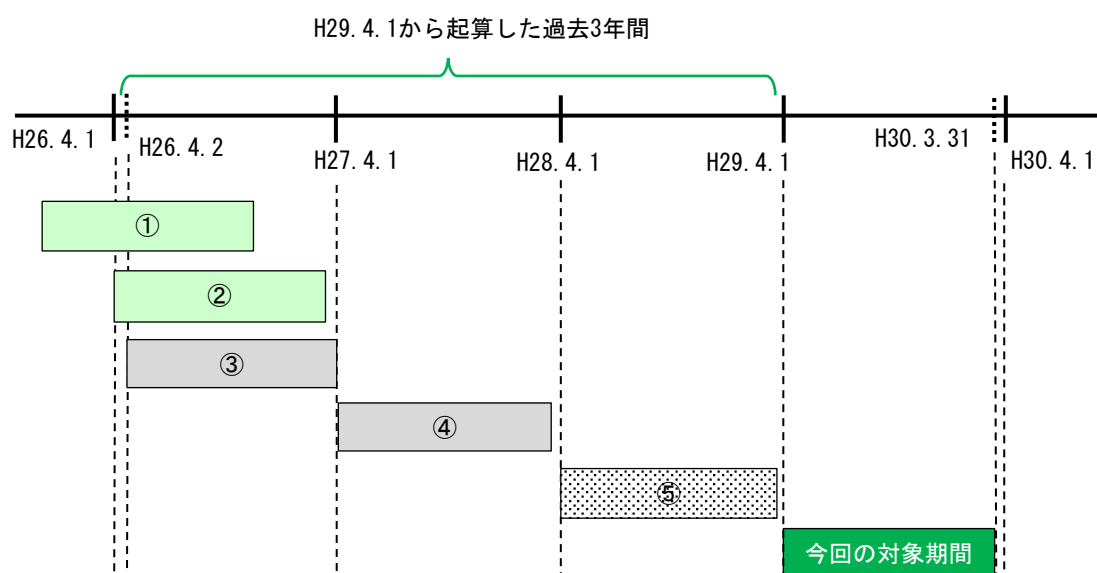 H29.4.1から起算した過去3年間
H26.4.1
H26.4.2
H27.4.1
H28.4.1
H29.4.1
H30.3.31
H30.4.1
①
②
③
④
⑤
今回の対象期間